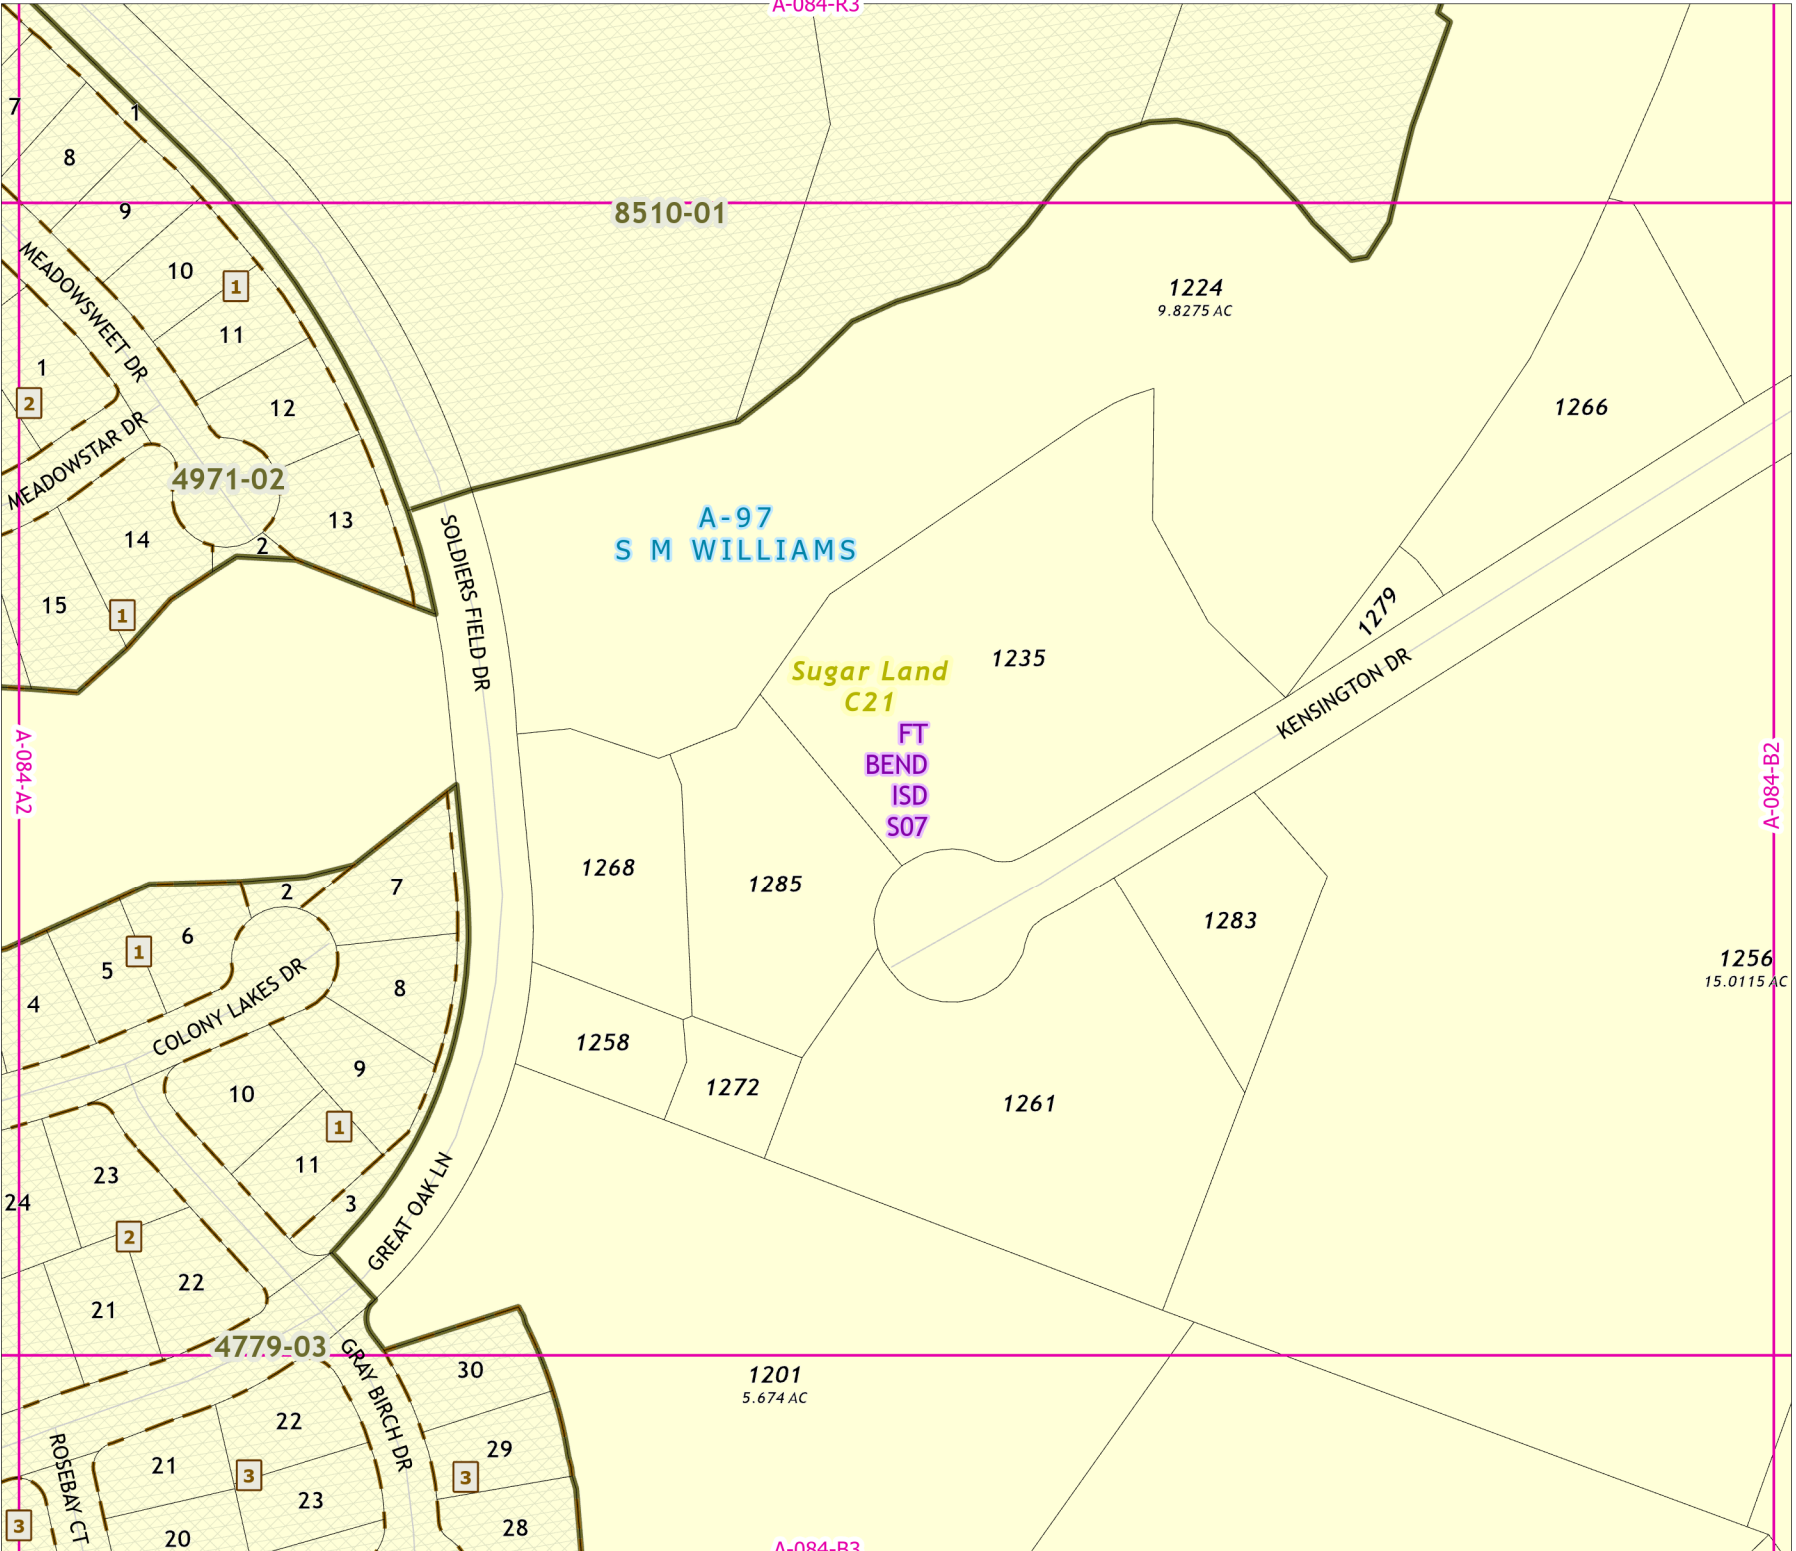 A-084-R3
7
1
8
9
8510-01
MEADOWSWEET DR
10
1
1224
9.8275 AC
11
1
2
12
1266
MEADOWSTAR DR
4971-02
13
A-97
S M WILLIAMS
14
2
SOLDIERS FIELD DR
15
1
1279
1235
Sugar Land
C21
KENSINGTON DR
FT
BEND
ISD
S07
A-084-A2
A-084-B2
1268
1285
7
2
6
1
5
4
8
COLONY LAKES DR
1283
1256
15.0115 AC
1258
1272
1261
9
10
1
11
3
GREAT OAK LN
23
24
2
22
21
4779-03
GRAY BIRCH DR
30
1201
5.674 AC
22
29
21
3
3
23
ROSEBAY CT
3
20
28
A-084-B3